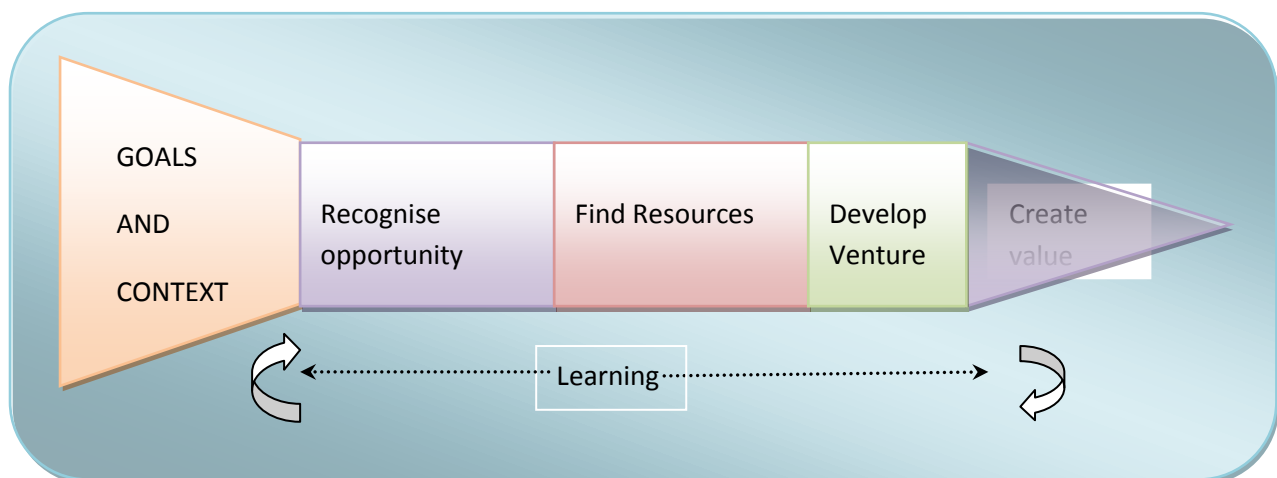 GOALS
AND
CONTEXT
Recognise
opportunity
Find Resources
Develop
Venture
Create
value
Learning